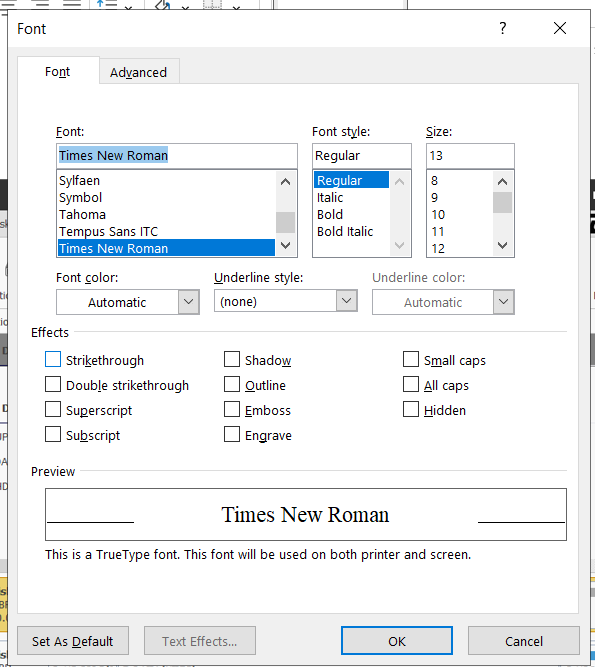 Font
?
Font Advanced
Font: Font style: Size:
Times New Roman Regular 13
Sylfaen Regular 8
Symbol Italic 9
Tahoma Bold 10
Tempus Sans ITC Bold Italic 11
Times New Roman 12
Font color: Underline style: Underline color:
Automatic (none) Automatic
Effects
Strikethrough Shadow Small caps
Double strikethrough Outline All caps
Superscript Emboss Hidden
Subscript Engrave
Preview
Times New Roman
This is a TrueType font. This font will be used on both printer and screen.
Set As Default Text Effects... OK Cancel